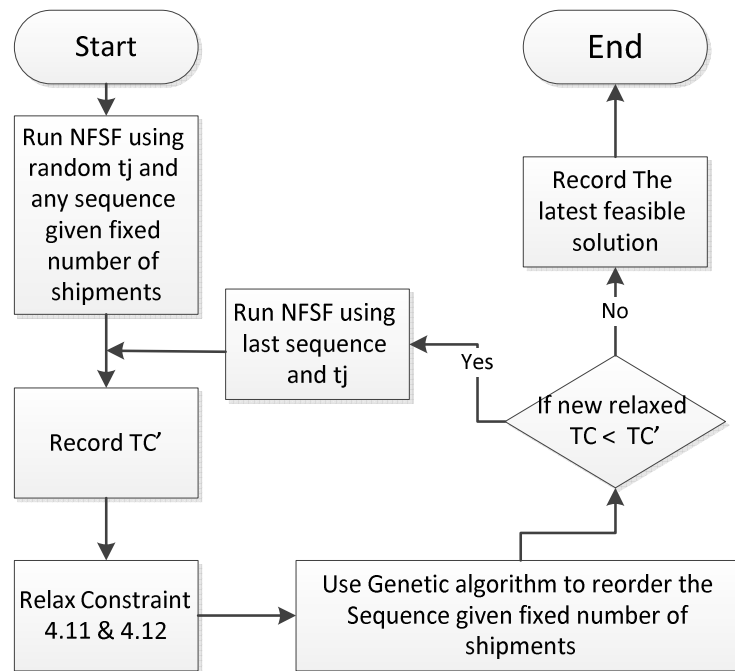 Start
Run NFSF using
random tj and
any sequence
given fixed
number of
shipments
Record TC’
Relax Constraint
4.11 & 4.12
Use Genetic algorithm to reorder the
Sequence given fixed number of
shipments
If new relaxed
TC < TC’
Yes
Run NFSF using
last sequence
and tj
No
Record The
latest feasible
solution
End